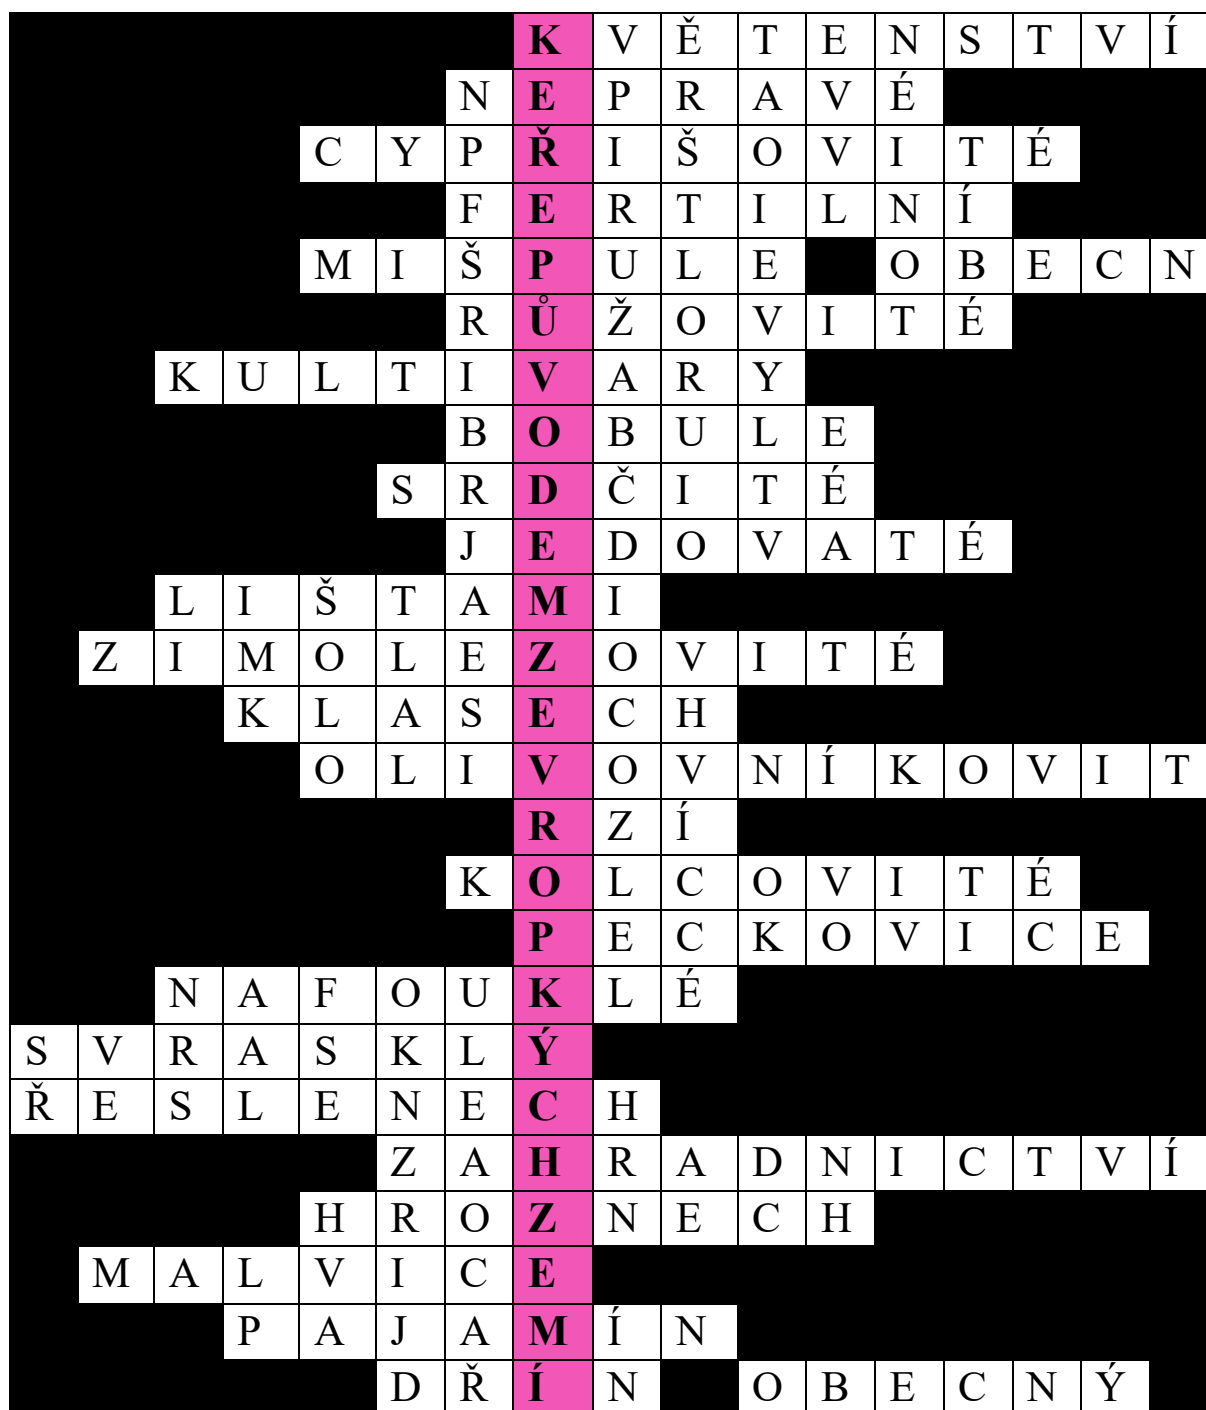 KVĚTENSTVÍ
NEPRAVÉ
CYPŘIŠOVITÉ
FERTILNÍ
MIŠPULE OBECN
RŮŽOVITÉ
KULTIVARY
BOBULE
SRDČITÉ
JEDOVATÉ
LIŠTAMI
ZIMOLEZOVITÉ
KLASECH
OLIVOVNÍKOVIT
RZÍ
KOLCOVITÉ
PECKOVICE
NAFOUKLÉ
SVRASKLÝ
ŘESLENECH
ZAHRADNICTVÍ
HROZNECH
MALVICE
PAJAMÍN
DŘÍN OBECNÝ